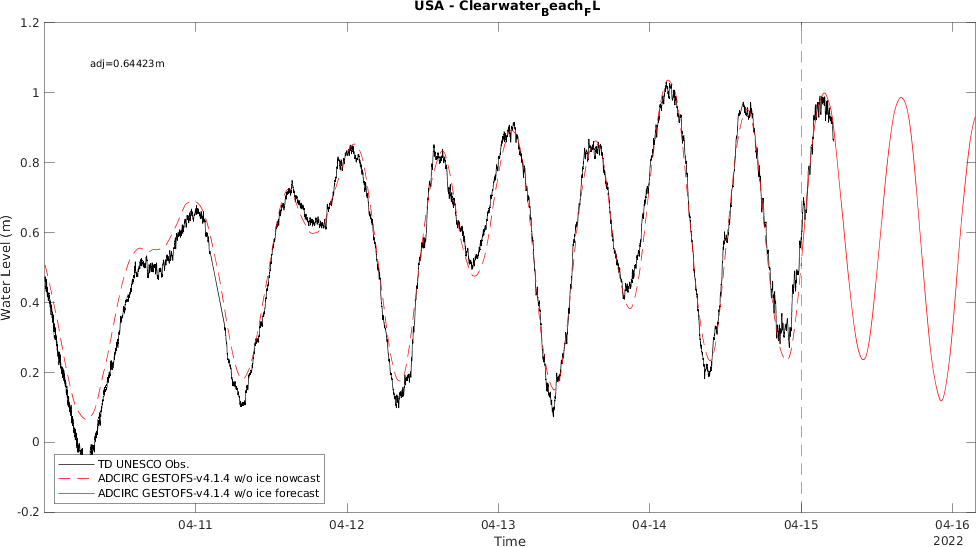 USA - Clearwater_Beach_FL
1.2
adj=0.64423m
1
0.8
0.6
0.4
0.2
0
-0.2
Water Level (m)
TD UNESCO Obs.
ADCIRC GESTOFS-v4.1.4 w/o ice nowcast
ADCIRC GESTOFS-v4.1.4 w/o ice forecast
04-11 04-12 04-13 04-14 04-15 04-16
Time 2022